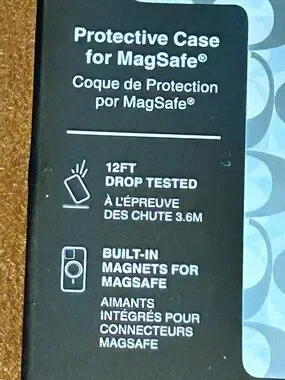 Protective Case
for MagSafe®
Coque de Protection
por MagSafe®
12FT
DROP TESTED
À L'ÉPREUVE
DES CHUTE 3.6M
BUILT-IN
MAGNETS FOR
MAGSAFE
AIMANTS
INTÉGRÉS POUR
CONNECTEURS
MAGSAFE